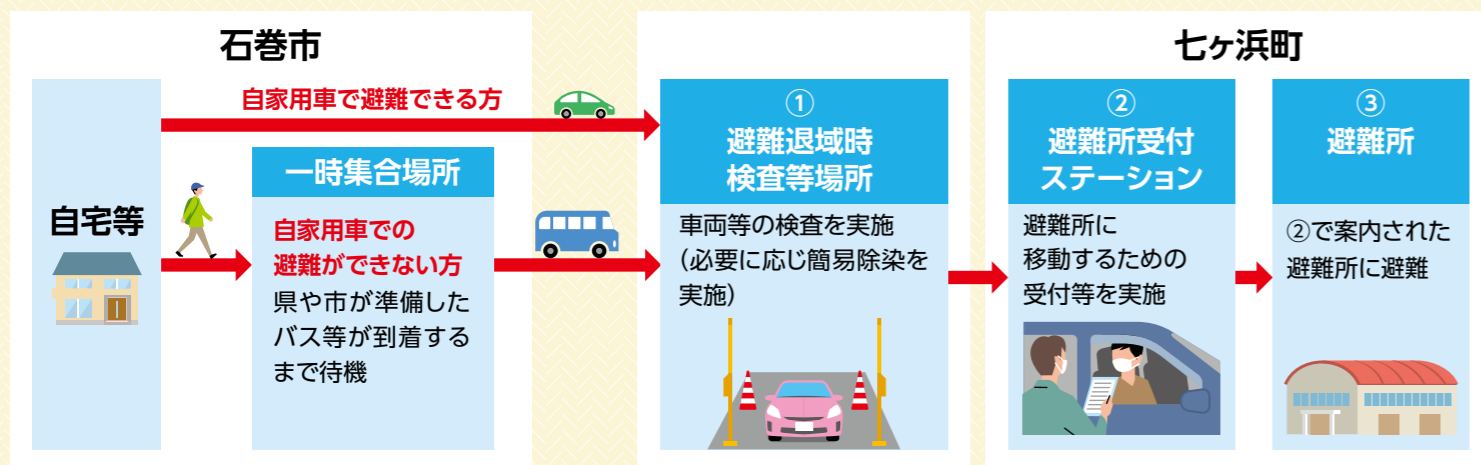 石巻市
自宅等
自家用車で避難できる方
一時集合場所
自家用車での
避難ができない方
県や市が準備した
バス等が到着する
まで待機
①
避難退域時
検査等場所
車両等の検査を実施
（必要に応じ簡易除染を
実施）
七ヶ浜町
②
避難所受付
ステーション
避難所に
移動するための
受付等を実施
③
避難所
②で案内された
避難所に避難